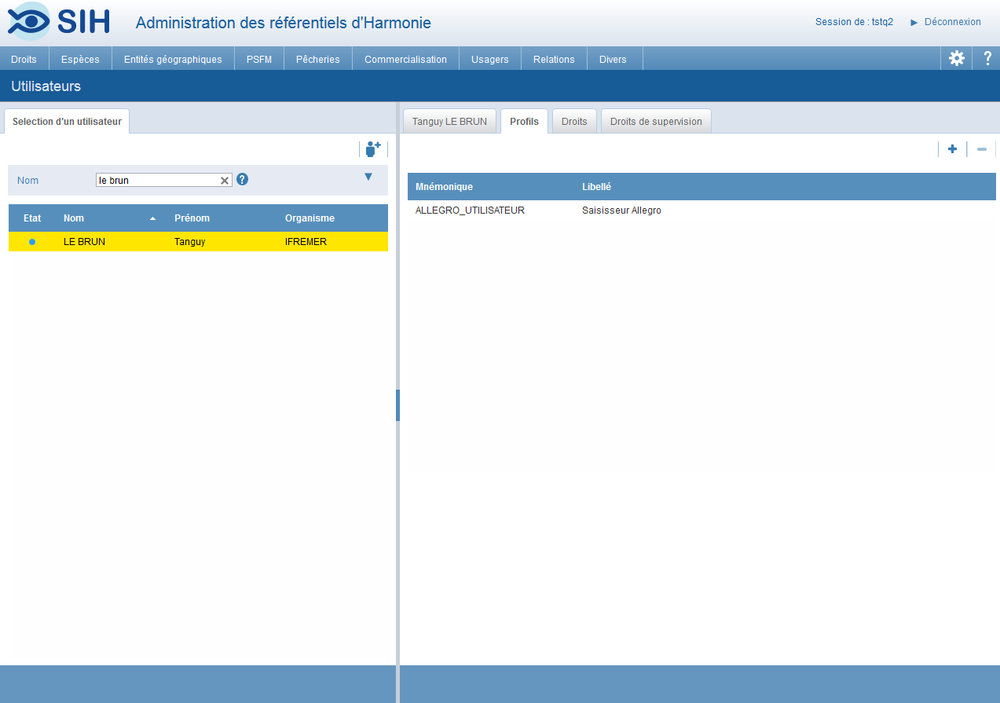 SIH
Administration des référentiels d'Harmonie
Session de : tstq2
Déconnexion
Droits Espèces Entités géographiques PSFM Pêcheries Commercialisation Usagers Relations Divers ?
Utilisateurs
Selection d'un utilisateur
Tanguy LE BRUN Profils Droits Droits de supervision
Nom le brun ?
Etat Nom Prénom Organisme
LE BRUN Tanguy IFREMER
Mnémonique Libellé
ALLEGRO_UTILISATEUR Saisisseur Allegro